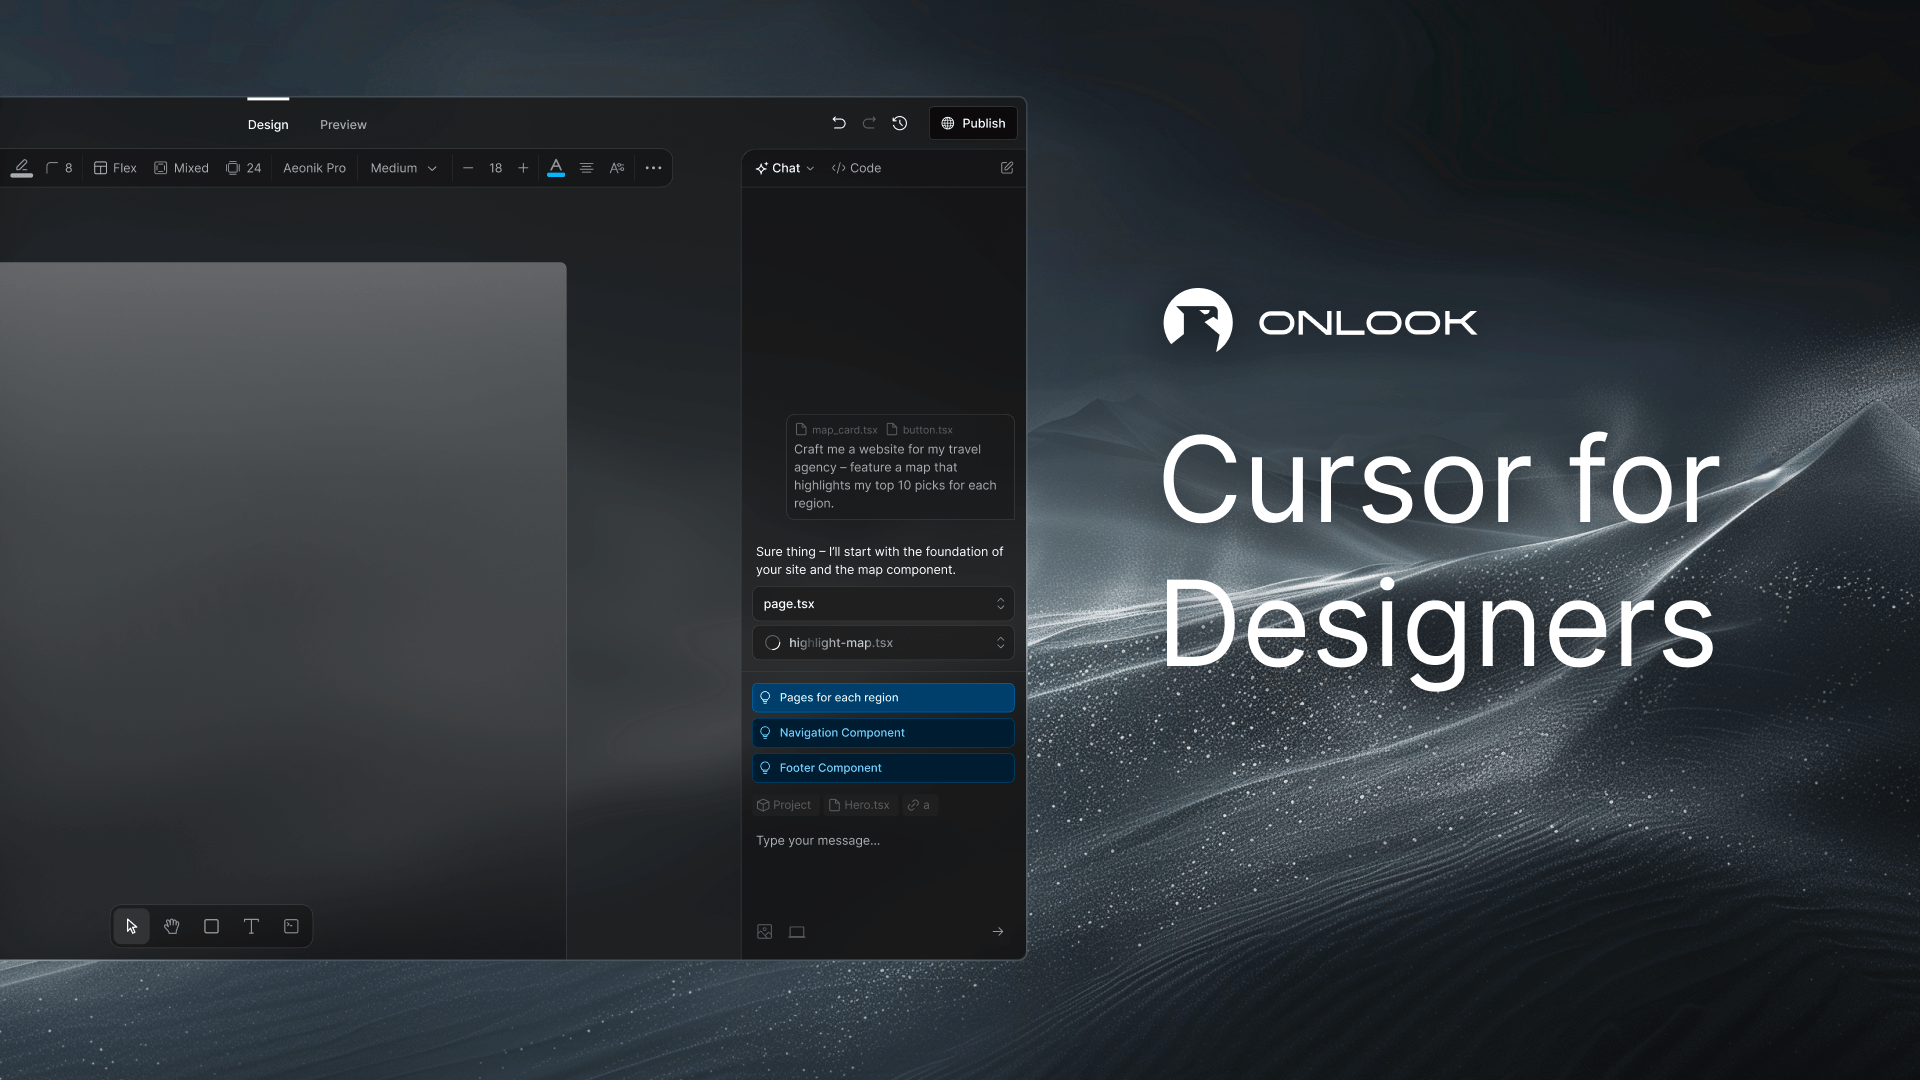 Design
Preview
Publish
8
Flex
Mixed
24
Aeonik Pro
Medium
18
A
Chat
Code
map_card.tsx
button.tsx
Craft me a website for my travel
agency – feature a map that
highlights my top 10 picks for each
region.
Sure thing – I'll start with the foundation of
your site and the map component.
page.tsx
highlight-map.tsx
Pages for each region
Navigation Component
Footer Component
Project
Hero.tsx
a
Type your message...
ONLOOK
Cursor for
Designers